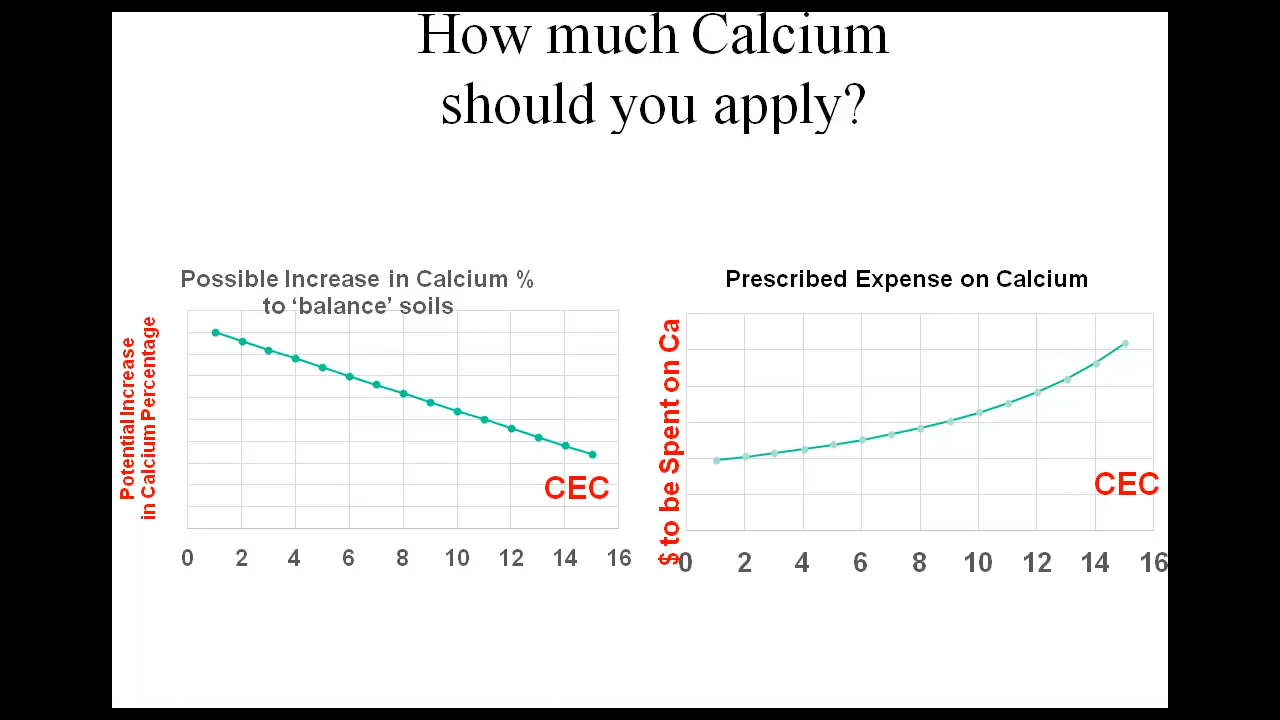 How much Calcium
should you apply?
Possible Increase in Calcium %
to ‘balance’ soils
Potential Increase
in Calcium Percentage
CEC
0 2 4 6 8 10 12 14 16
Prescribed Expense on Calcium
$ to be Spent on Ca
CEC
0 2 4 6 8 10 12 14 16